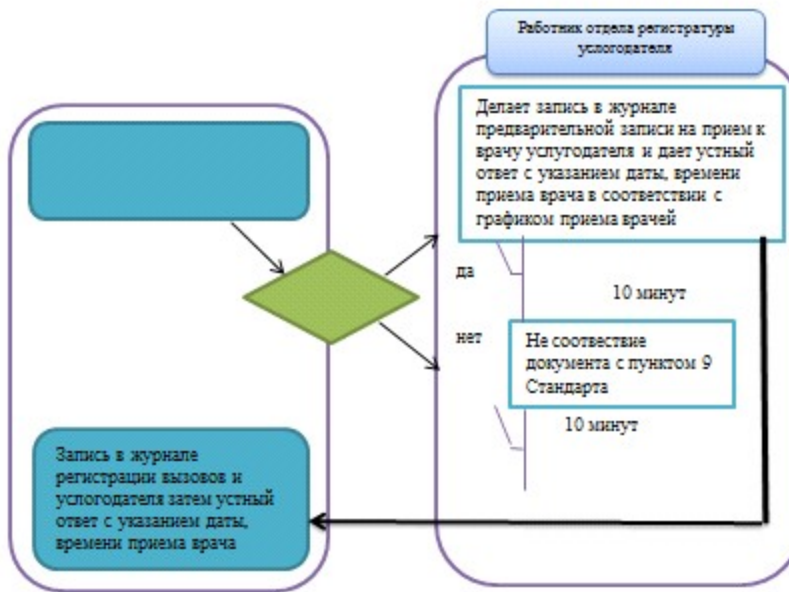 Работник отдела регистратуры
услогодателя
Делает запись в журнале
предварительной записи на прием к
врачу услугодателя и дает устный
ответ с указанием даты, времени
приема врача в соответствии с
графиком приема врачей
да
10 минут
нет
Не соотвествие
документа с пунктом 9
Стандарта
10 минут
Запись в журнале
регистрации вызовов и
услогодателя затем устный
ответ с указанием даты,
времени приема врача